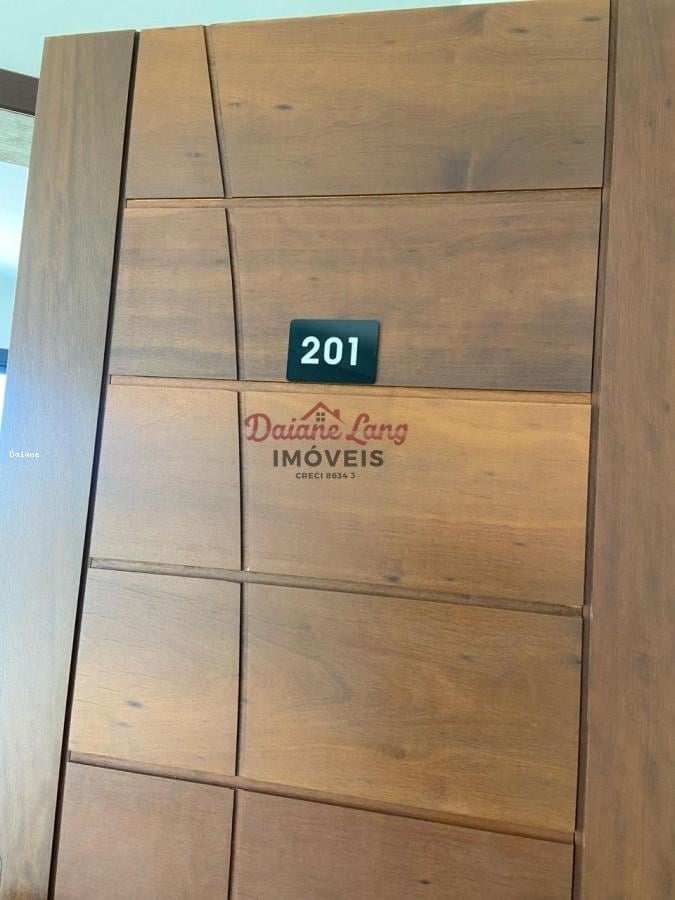 201
Daiane Lang
IMÓVEIS
CRECI 8634 J
Daiane